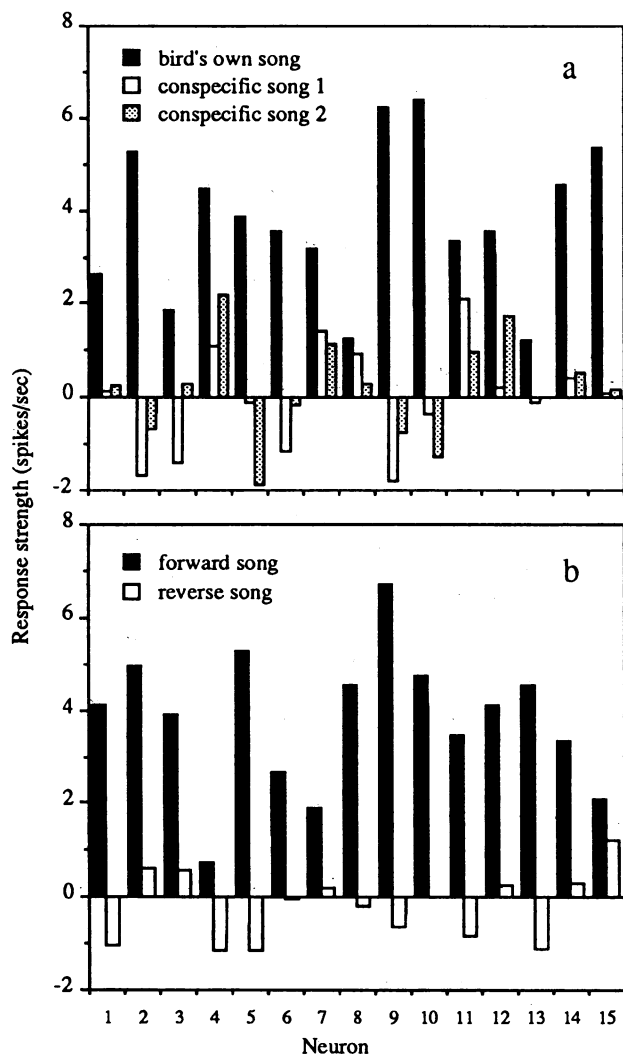 8
bird's own song
a
conspecific song 1
conspecific song 2
6
4
2
0
-2
Response strength (spikes/sec)
8
forward song
b
reverse song
6
4
2
0
-2
1 2 3 4 5 6 7 8 9 10 11 12 13 14 15
Neuron